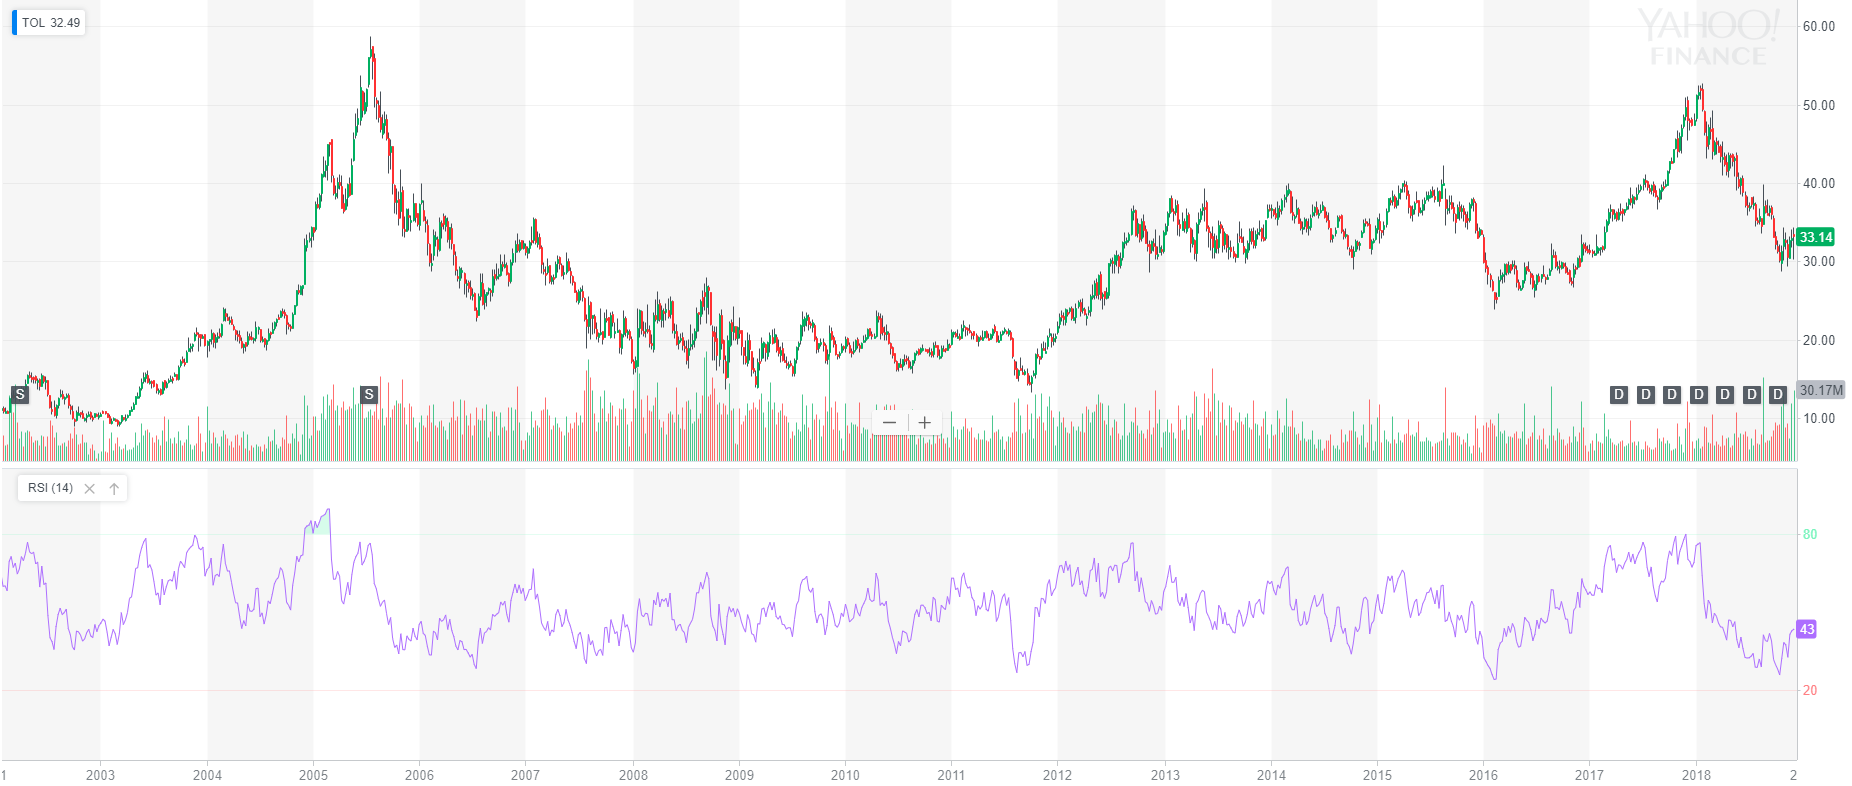 TOL 32.49
YAHOO!
FINANCE
60.00
50.00
40.00
33.14
30.00
20.00
S
S
D
D
D
D
D
D
D
30.17M
10.00
− +
RSI (14) × ↑
80
43
20
1 2003 2004 2005 2006 2007 2008 2009 2010 2011 2012 2013 2014 2015 2016 2017 2018 2